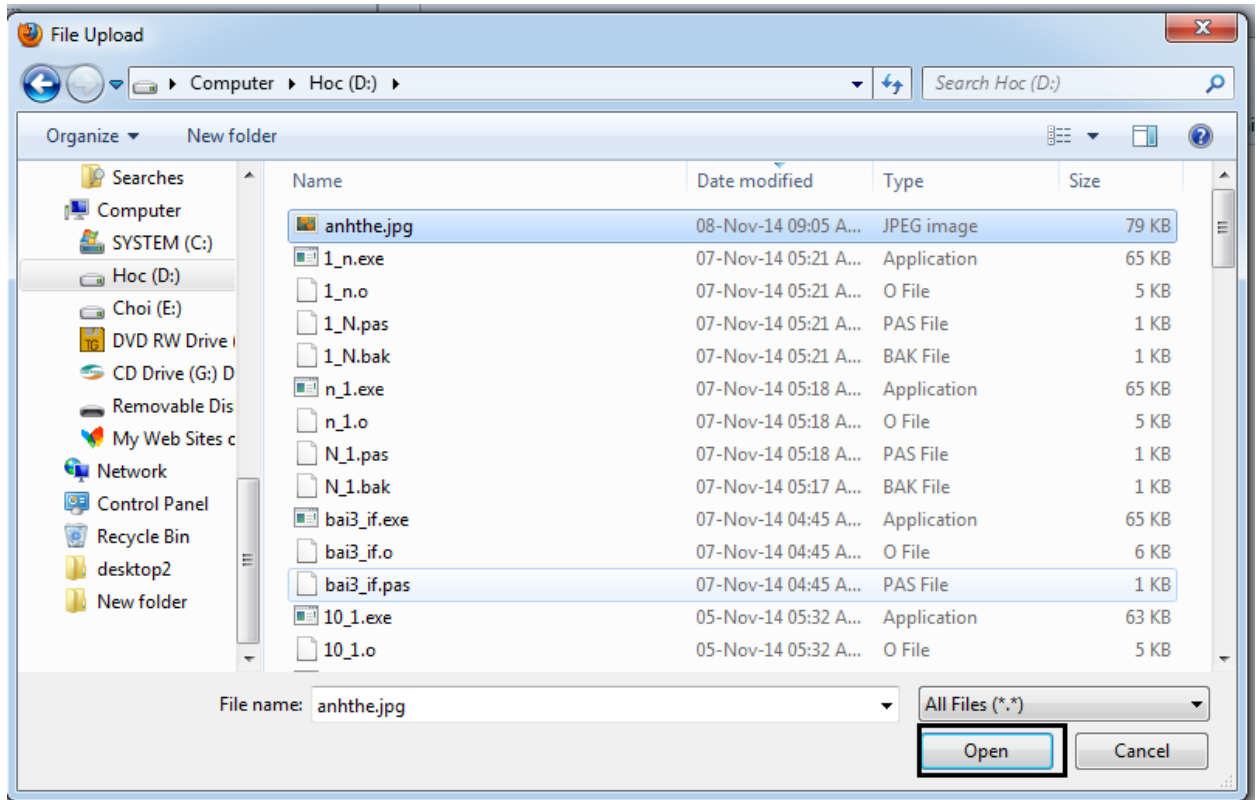 File Upload
Computer Hoc (D:) Search Hoc (D:)
Organize New folder
Searches
Computer
SYSTEM (C:)
Hoc (D:)
Choi (E:)
DVD RW Drive (
CD Drive (G:) D
Removable Dis
My Web Sites c
Network
Control Panel
Recycle Bin
desktop2
New folder
Name Date modified Type Size
anhthe.jpg 08-Nov-14 09:05 A... JPEG image 79 KB
1_n.exe 07-Nov-14 05:21 A... Application 65 KB
1_n.o 07-Nov-14 05:21 A... O File 5 KB
1_N.pas 07-Nov-14 05:21 A... PAS File 1 KB
1_N.bak 07-Nov-14 05:21 A... BAK File 1 KB
n_1.exe 07-Nov-14 05:18 A... Application 65 KB
n_1.o 07-Nov-14 05:18 A... O File 5 KB
N_1.pas 07-Nov-14 05:18 A... PAS File 1 KB
N_1.bak 07-Nov-14 05:17 A... BAK File 1 KB
bai3_if.exe 07-Nov-14 04:45 A... Application 65 KB
bai3_if.o 07-Nov-14 04:45 A... O File 6 KB
bai3_if.pas 07-Nov-14 04:45 A... PAS File 1 KB
10_1.exe 05-Nov-14 05:32 A... Application 63 KB
10_1.o 05-Nov-14 05:32 A... O File 5 KB
File name: anhthe.jpg All Files (*.*)
Open Cancel